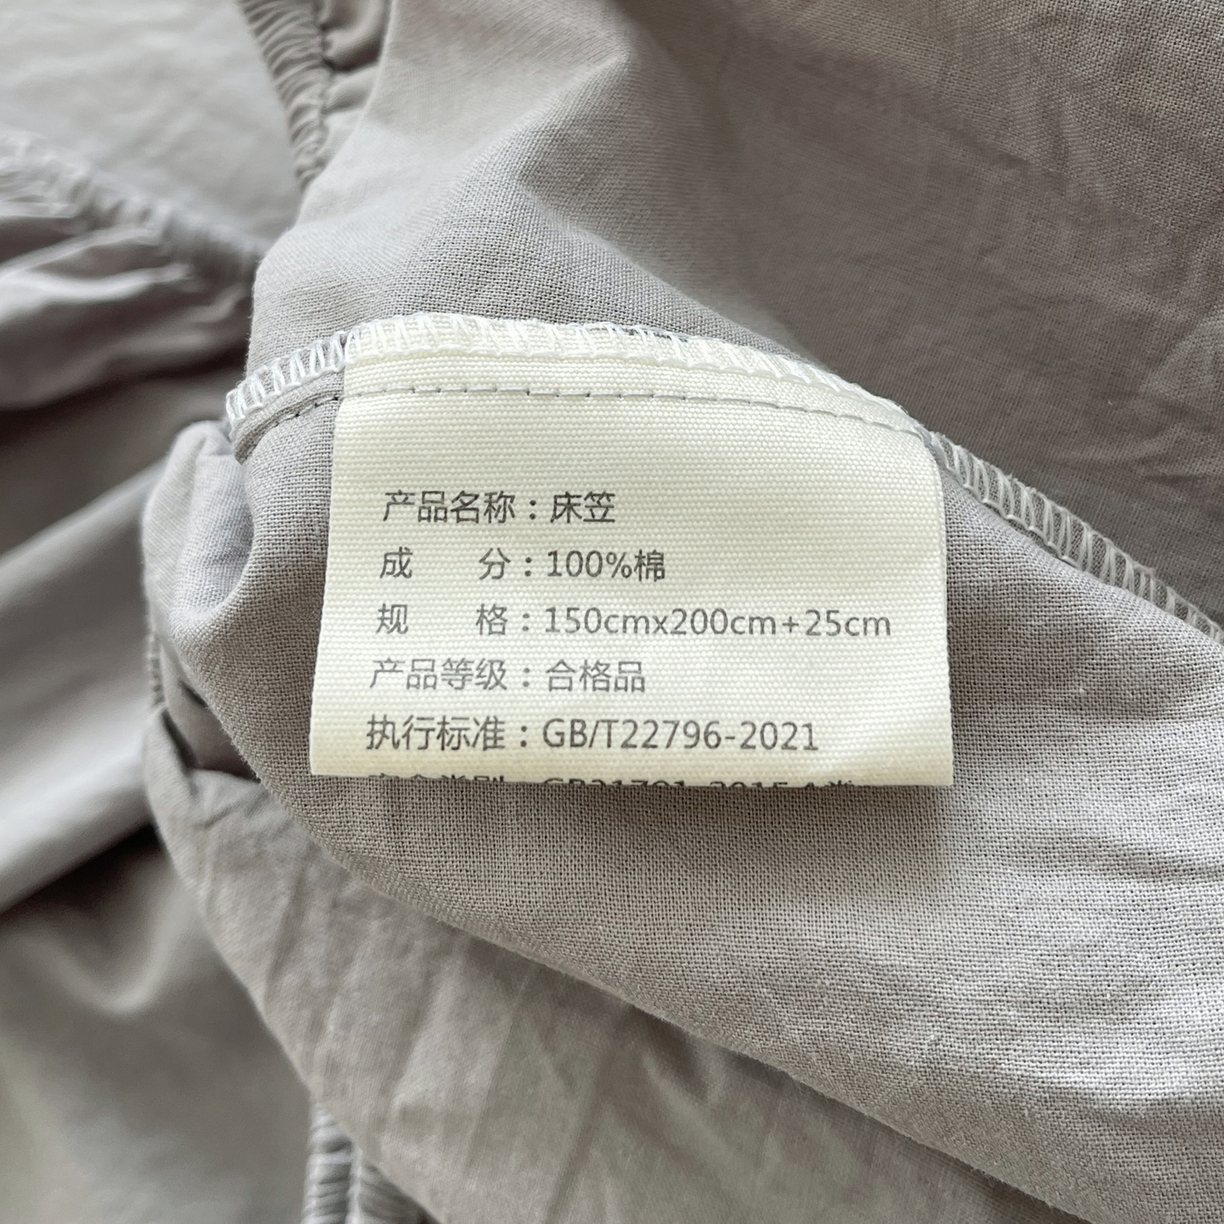 产品名称：床笠
成　　分：100%棉
规　　格：150cmx200cm+25cm
产品等级：合格品
执行标准：GB/T22796-2021